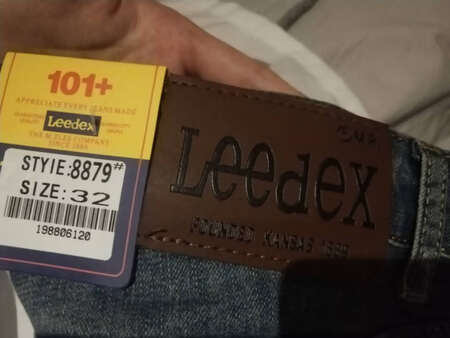 101+
APPRECIATE EVERY JEANS MADE
Leedex
THE M. ELEE COMPANY
SINCE 1889
STYIE:8879#
SIZE:32
198806120
Leedex
FOUNDED KANSAS 1889